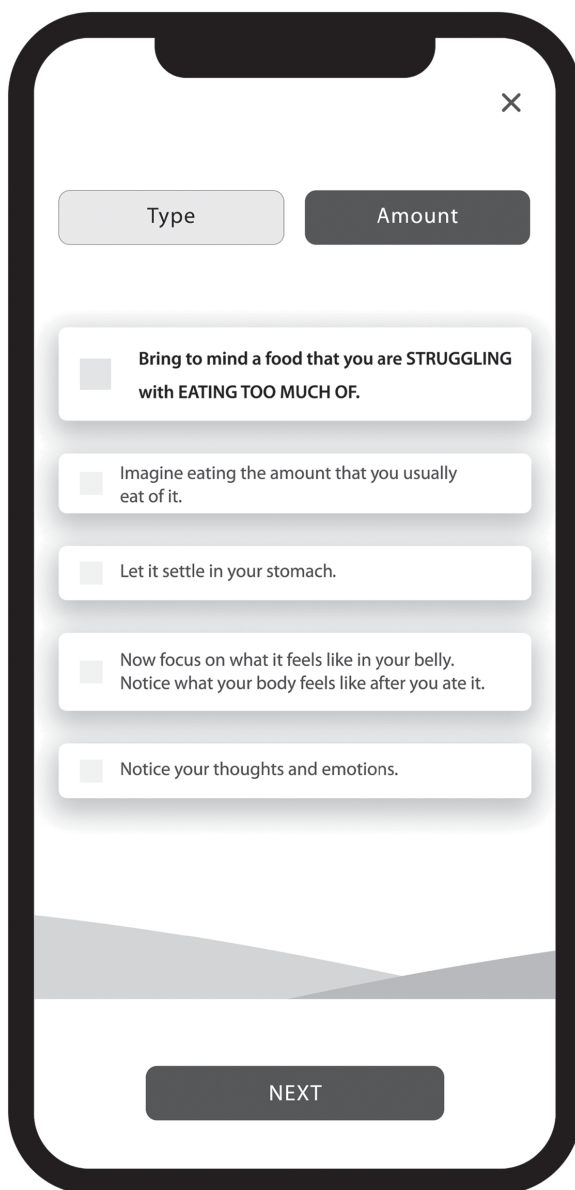 Type
Amount
Bring to mind a food that you are STRUGGLING
with EATING TOO MUCH OF.
Imagine eating the amount that you usually
eat of it.
Let it settle in your stomach.
Now focus on what it feels like in your belly.
Notice what your body feels like after you ate it.
Notice your thoughts and emotions.
NEXT